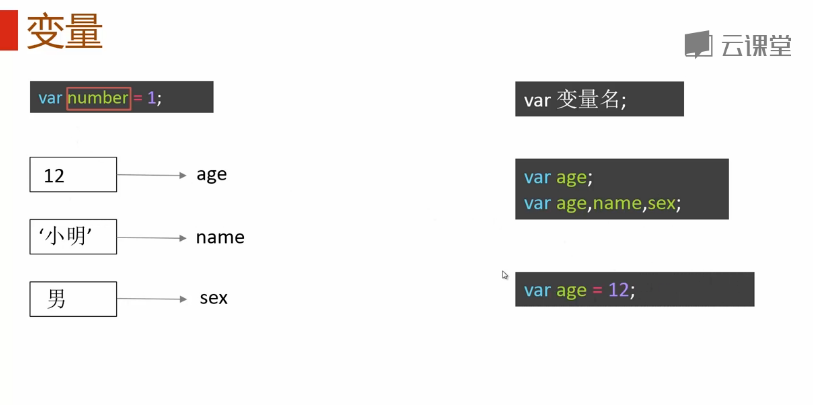 变量
云课堂
var number = 1;
var 变量名;
12
age
var age;
var age,name,sex;
‘小明’
name
男
sex
var age = 12;